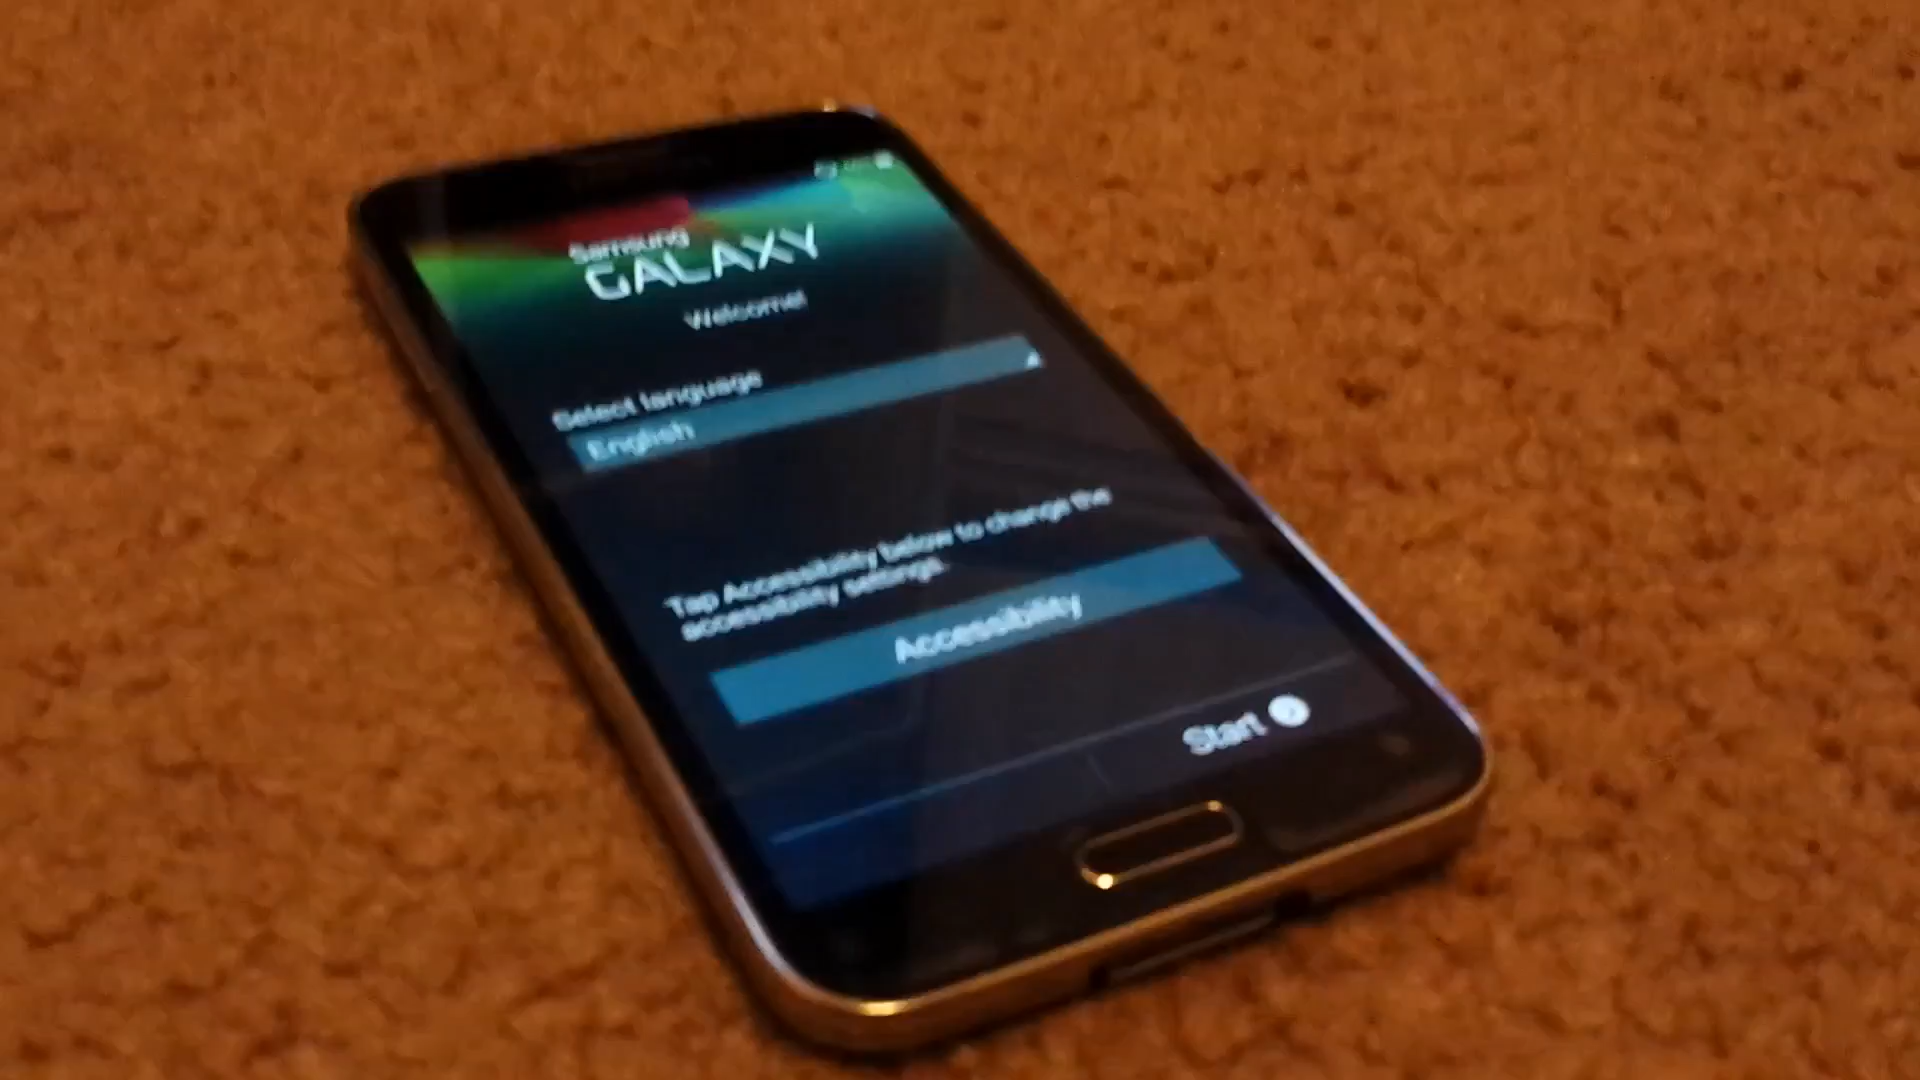 Samsung
GALAXY
Welcome!
Select language
English
Tap Accessibility below to change the
accessibility settings.
Accessibility
Start